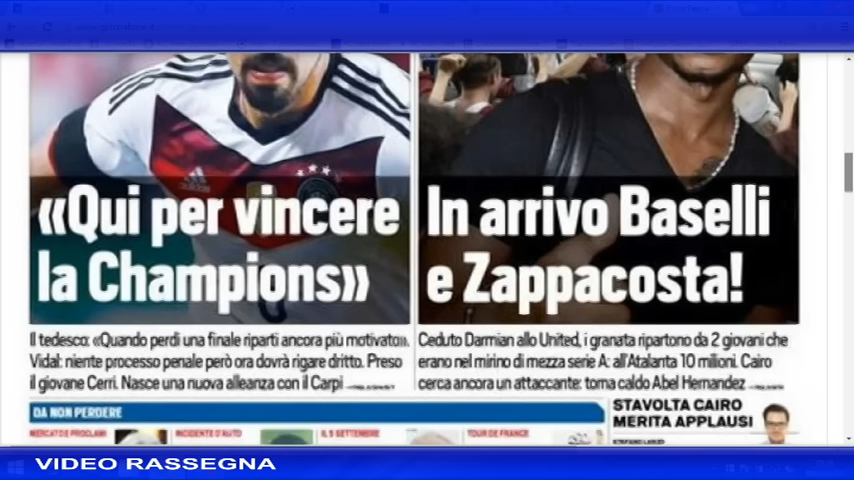 «Qui per vincere
la Champions»
Il tedesco: «Quando perdi una finale riparti ancora più motivato».
Vidal: niente processo penale però ora dovrà rigare dritto. Preso
il giovane Cerri. Nasce una nuova alleanza con il Carpi
In arrivo Baselli
e Zappacosta!
Ceduto Darmian allo United, i granata ripartono da 2 giovani che
erano nel mirino di mezza serie A: all'Atalanta 10 milioni. Cairo
cerca ancora un attaccante: torna caldo Abel Hernandez
DA NON PERDERE
MERCATO E PROCLAMI
INCIDENTE D'AUTO
IL 5 SETTEMBRE
TOUR DE FRANCE
STAVOLTA CAIRO
MERITA APPLAUSI
VIDEO RASSEGNA